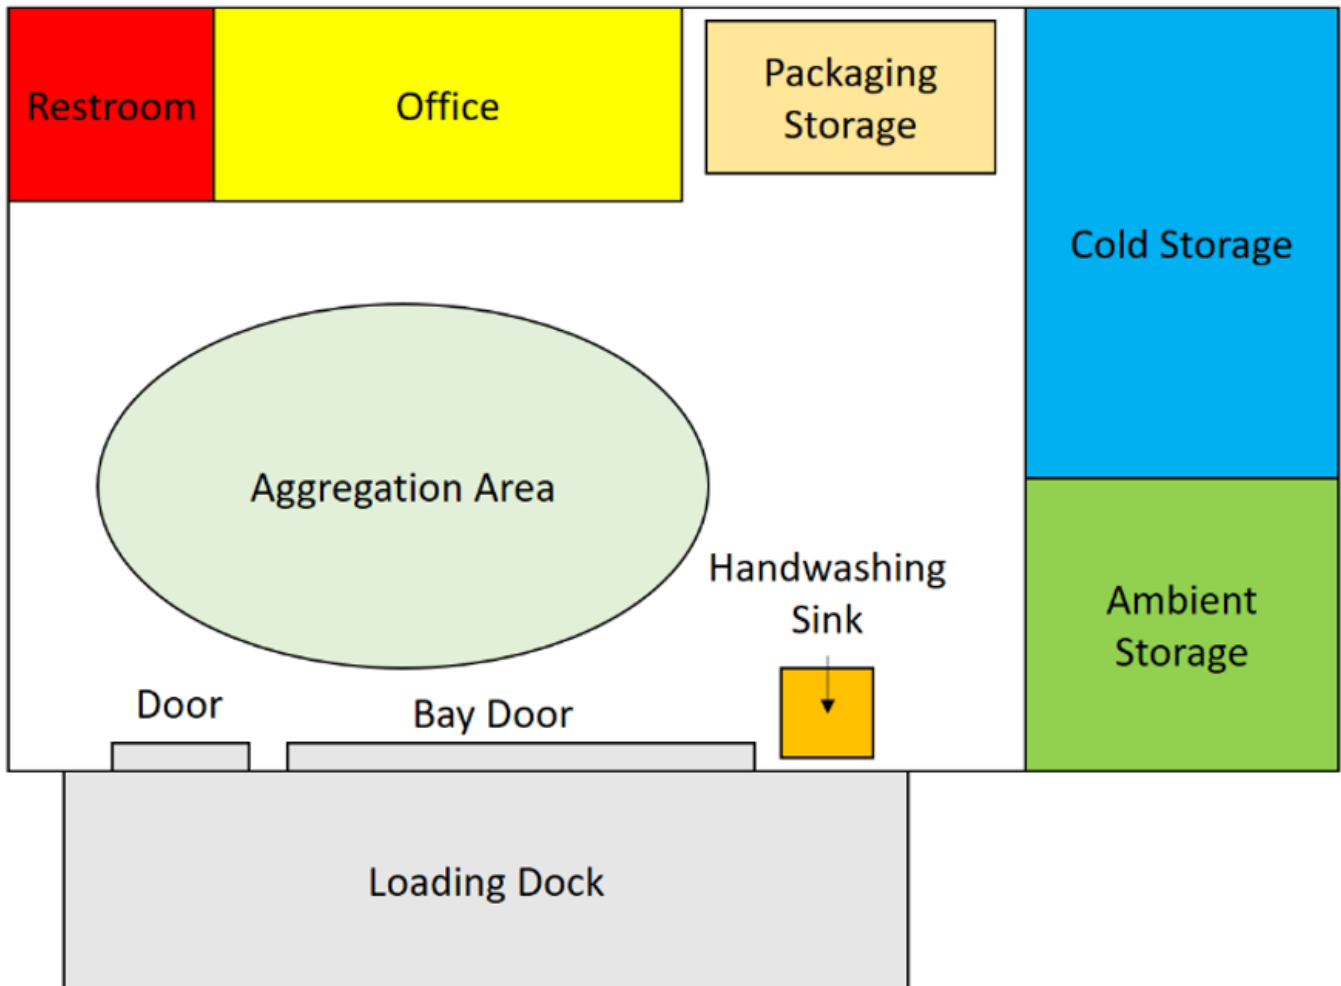 Restroom
Office
Packaging
Storage
Cold Storage
Aggregation Area
Handwashing
Sink
Ambient
Storage
Door
Bay Door
Loading Dock